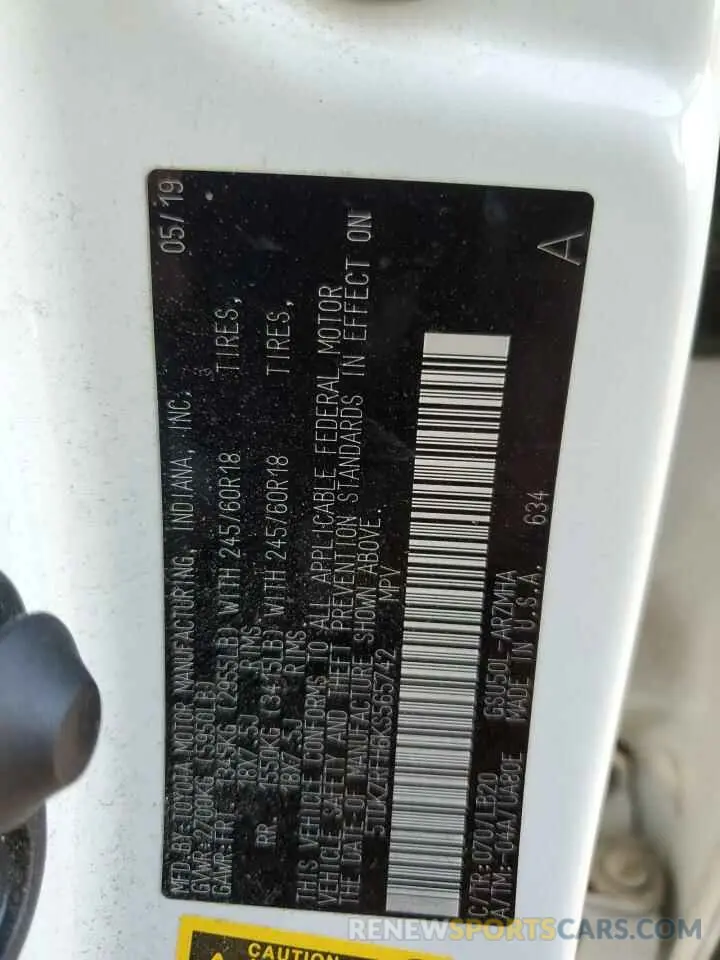 MFD BY: TOYOTA MOTOR MANUFACTURING, INDIANA, INC. 05/19
GVWR:2700KG (5950LB)
GAWR:FR. 1345KG (2955LB) WITH 245/60R18 TIRES,
18X7.5J RIMS,
RR. 1550KG (3415LB) WITH 245/60R18 TIRES,
18X7.5J RIMS
THIS VEHICLE CONFORMS TO ALL APPLICABLE FEDERAL MOTOR
VEHICLE SAFETY AND THEFT PREVENTION STANDARDS IN EFFECT ON
THE DATE OF MANUFACTURE SHOWN ABOVE.
5TDKZRFH6KS565742 MPV
A
C/TR:070/LB20 GSU50L-ARZMHA
A/TM:-04A/UA80E MADE IN U.S.A. 634
CAUTION
RENEWSPORTSCARS.COM